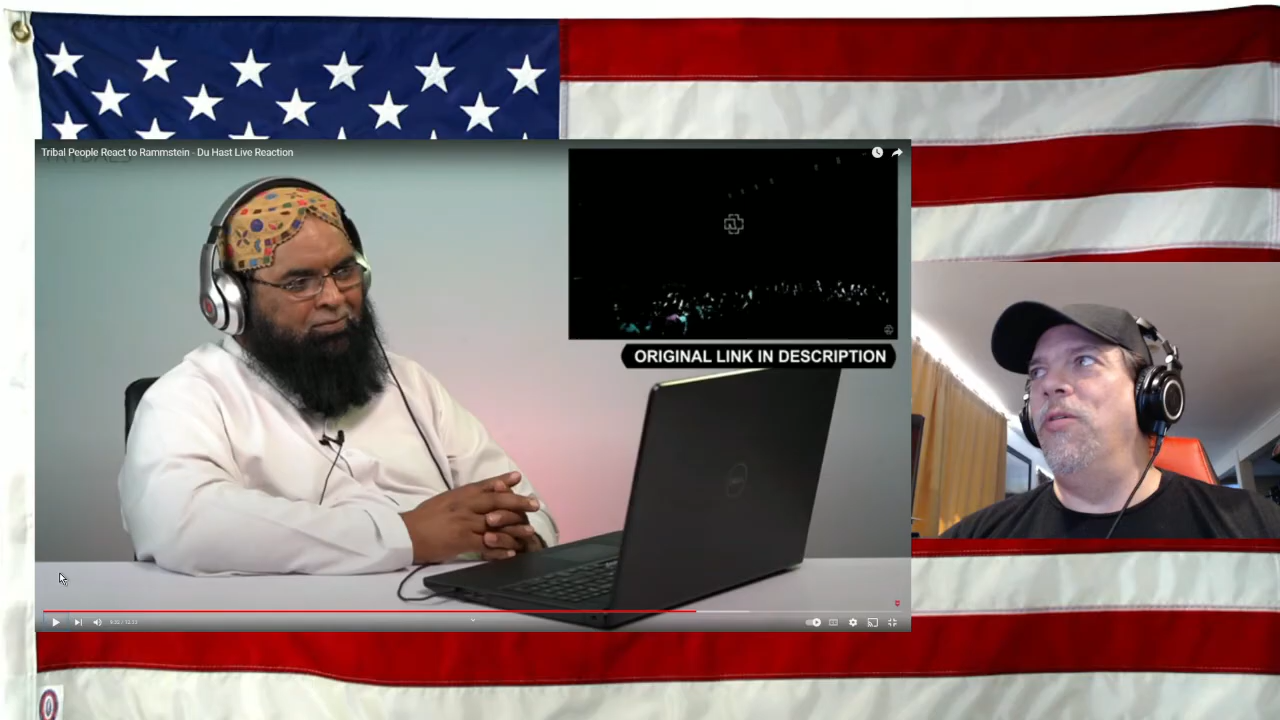 Tribal People React to Rammstein - Du Hast Live Reaction
ORIGINAL LINK IN DESCRIPTION